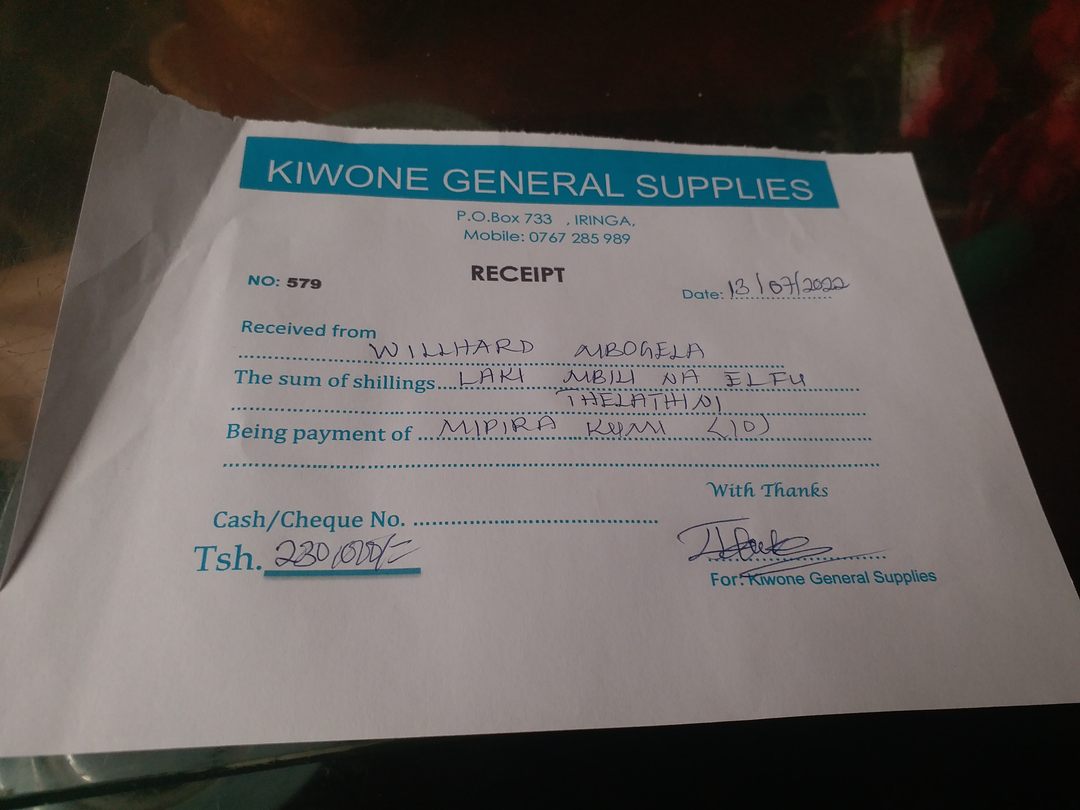 KIWONE GENERAL SUPPLIES
P.O.Box 733 , IRINGA,
Mobile: 0767 285 989
RECEIPT
NO: 579
Date: 13/07/2022
Received from
WILLHARD MBOGELA
The sum of shillings LAKI MBILI NA ELFU
THELATHINI
Being payment of MIPIRA KUMI (10)
With Thanks
Cash/Cheque No.
Tsh. 230,000/=
For: Kiwone General Supplies